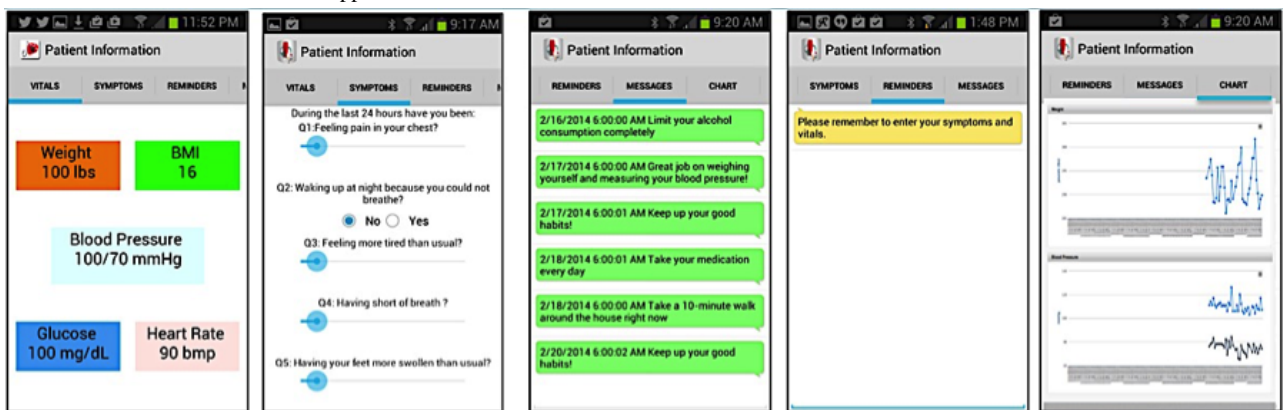 11:52 PM
Patient Information
VITALS SYMPTOMS REMINDERS
Weight
100 lbs
BMI
16
Blood Pressure
100/70 mmHg
Glucose
100 mg/dL
Heart Rate
90 bmp
9:17 AM
Patient Information
VITALS SYMPTOMS REMINDERS
During the last 24 hours have you been:
Q1:Feeling pain in your chest?
Q2: Waking up at night because you could not
breathe?
No Yes
Q3: Feeling more tired than usual?
Q4: Having short of breath ?
Q5: Having your feet more swollen than usual?
9:20 AM
Patient Information
REMINDERS MESSAGES CHART
2/16/2014 6:00:00 AM Limit your alcohol
consumption completely
2/17/2014 6:00:00 AM Great job on weighing
yourself and measuring your blood pressure!
2/17/2014 6:00:01 AM Keep up your good
habits!
2/18/2014 6:00:01 AM Take your medication
every day
2/18/2014 6:00:00 AM Take a 10-minute walk
around the house right now
2/20/2014 6:00:02 AM Keep up your good
habits!
1:48 PM
Patient Information
SYMPTOMS REMINDERS MESSAGES
Please remember to enter your symptoms and
vitals.
9:20 AM
Patient Information
REMINDERS MESSAGES CHART
Weight
Blood Pressure